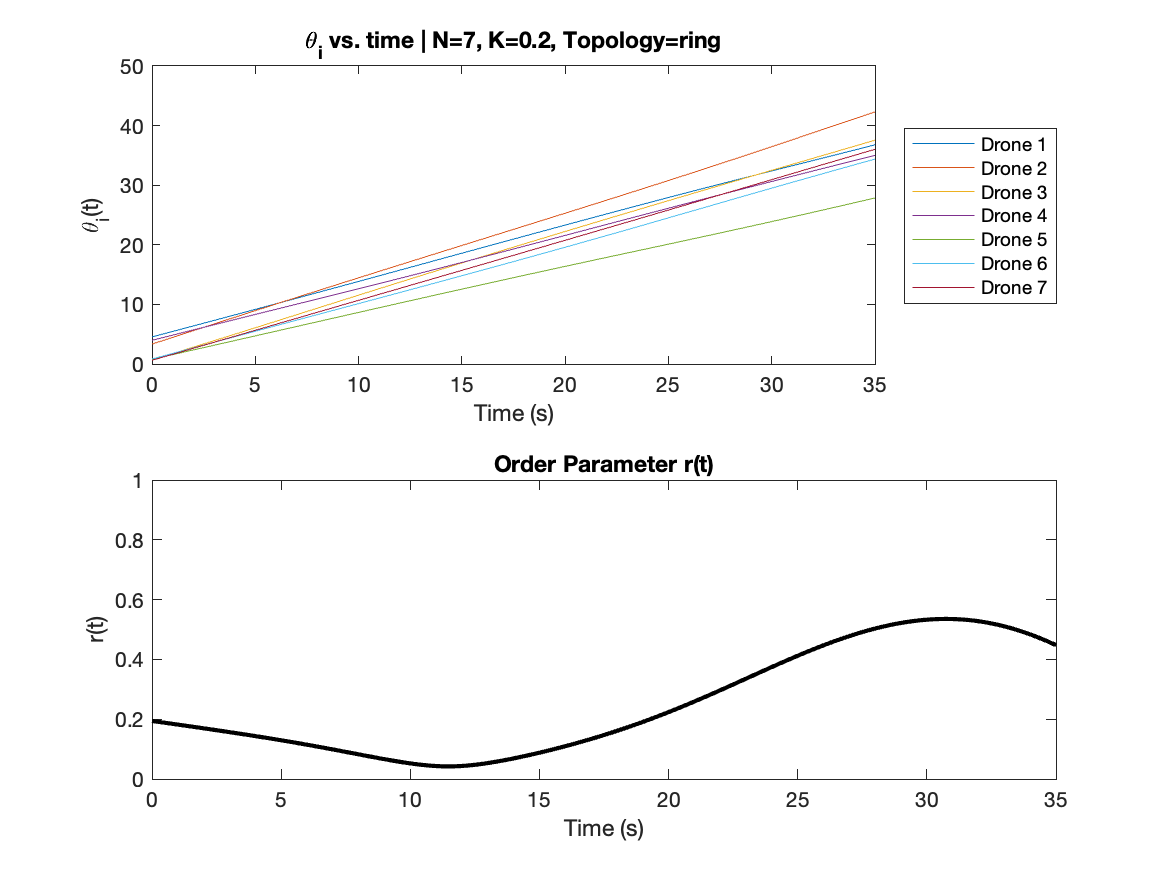 θi vs. time | N=7, K=0.2, Topology=ring
50
40
30
20
10
0
θi(t)
0 5 10 15 20 25 30 35
Time (s)
Drone 1
Drone 2
Drone 3
Drone 4
Drone 5
Drone 6
Drone 7
Order Parameter r(t)
1
0.8
0.6
0.4
0.2
0
r(t)
0 5 10 15 20 25 30 35
Time (s)